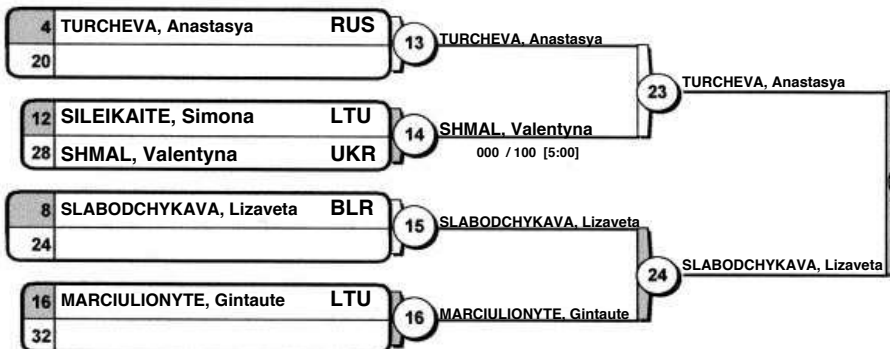 4 TURCHEVA, Anastasya RUS
20
13 TURCHEVA, Anastasya
12 SILEIKAITE, Simona LTU
28 SHMAL, Valentyna UKR
14 SHMAL, Valentyna
000 / 100 [5:00]
23 TURCHEVA, Anastasya
8 SLABODCHYKAVA, Lizaveta BLR
24
15 SLABODCHYKAVA, Lizaveta
16 MARCIULIONYTE, Gintaute LTU
32
16 MARCIULIONYTE, Gintaute
24 SLABODCHYKAVA, Lizaveta